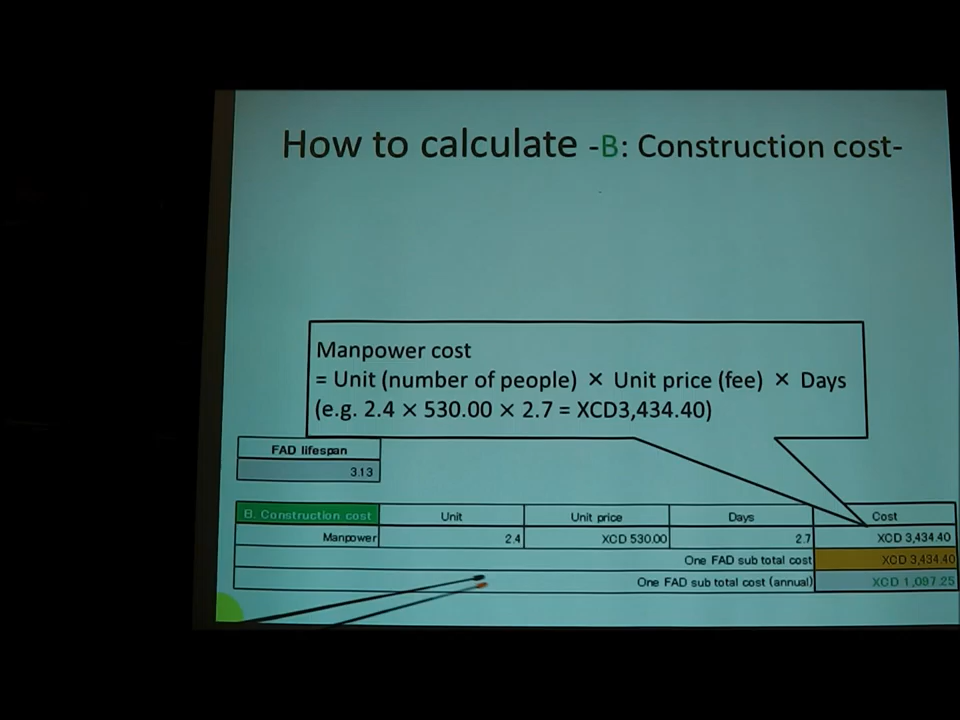 How to calculate -B: Construction cost-
Manpower cost
= Unit (number of people) × Unit price (fee) × Days
(e.g. 2.4 × 530.00 × 2.7 = XCD3,434.40)
FAD lifespan
3.13
B. Construction cost Unit Unit price Days Cost
Manpower 2.4 XCD 530.00 2.7 XCD 3,434.40
One FAD sub total cost XCD 3,434.40
One FAD sub total cost (annual) XCD 1,097.25